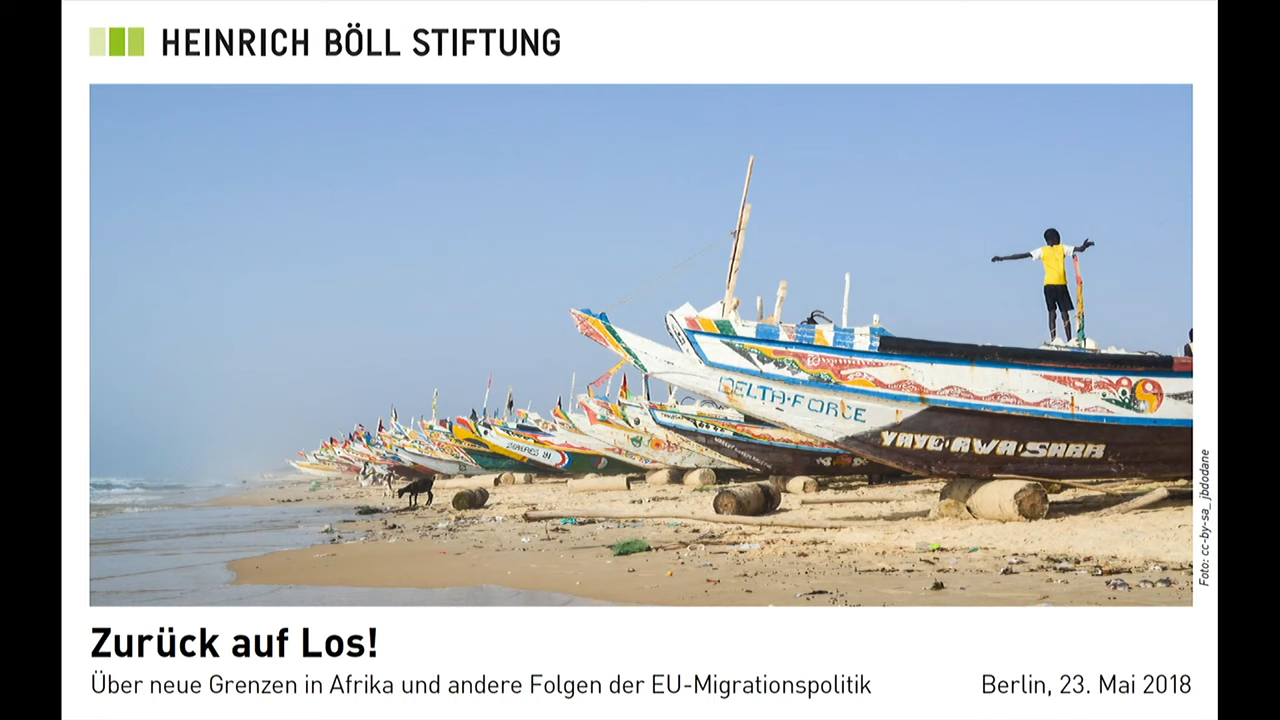 HEINRICH BÖLL STIFTUNG
DELTA·FORCE
YAYE·AWA·SARR
Foto: cc-by-sa_jbdodane
Zurück auf Los!
Über neue Grenzen in Afrika und andere Folgen der EU-Migrationspolitik
Berlin, 23. Mai 2018